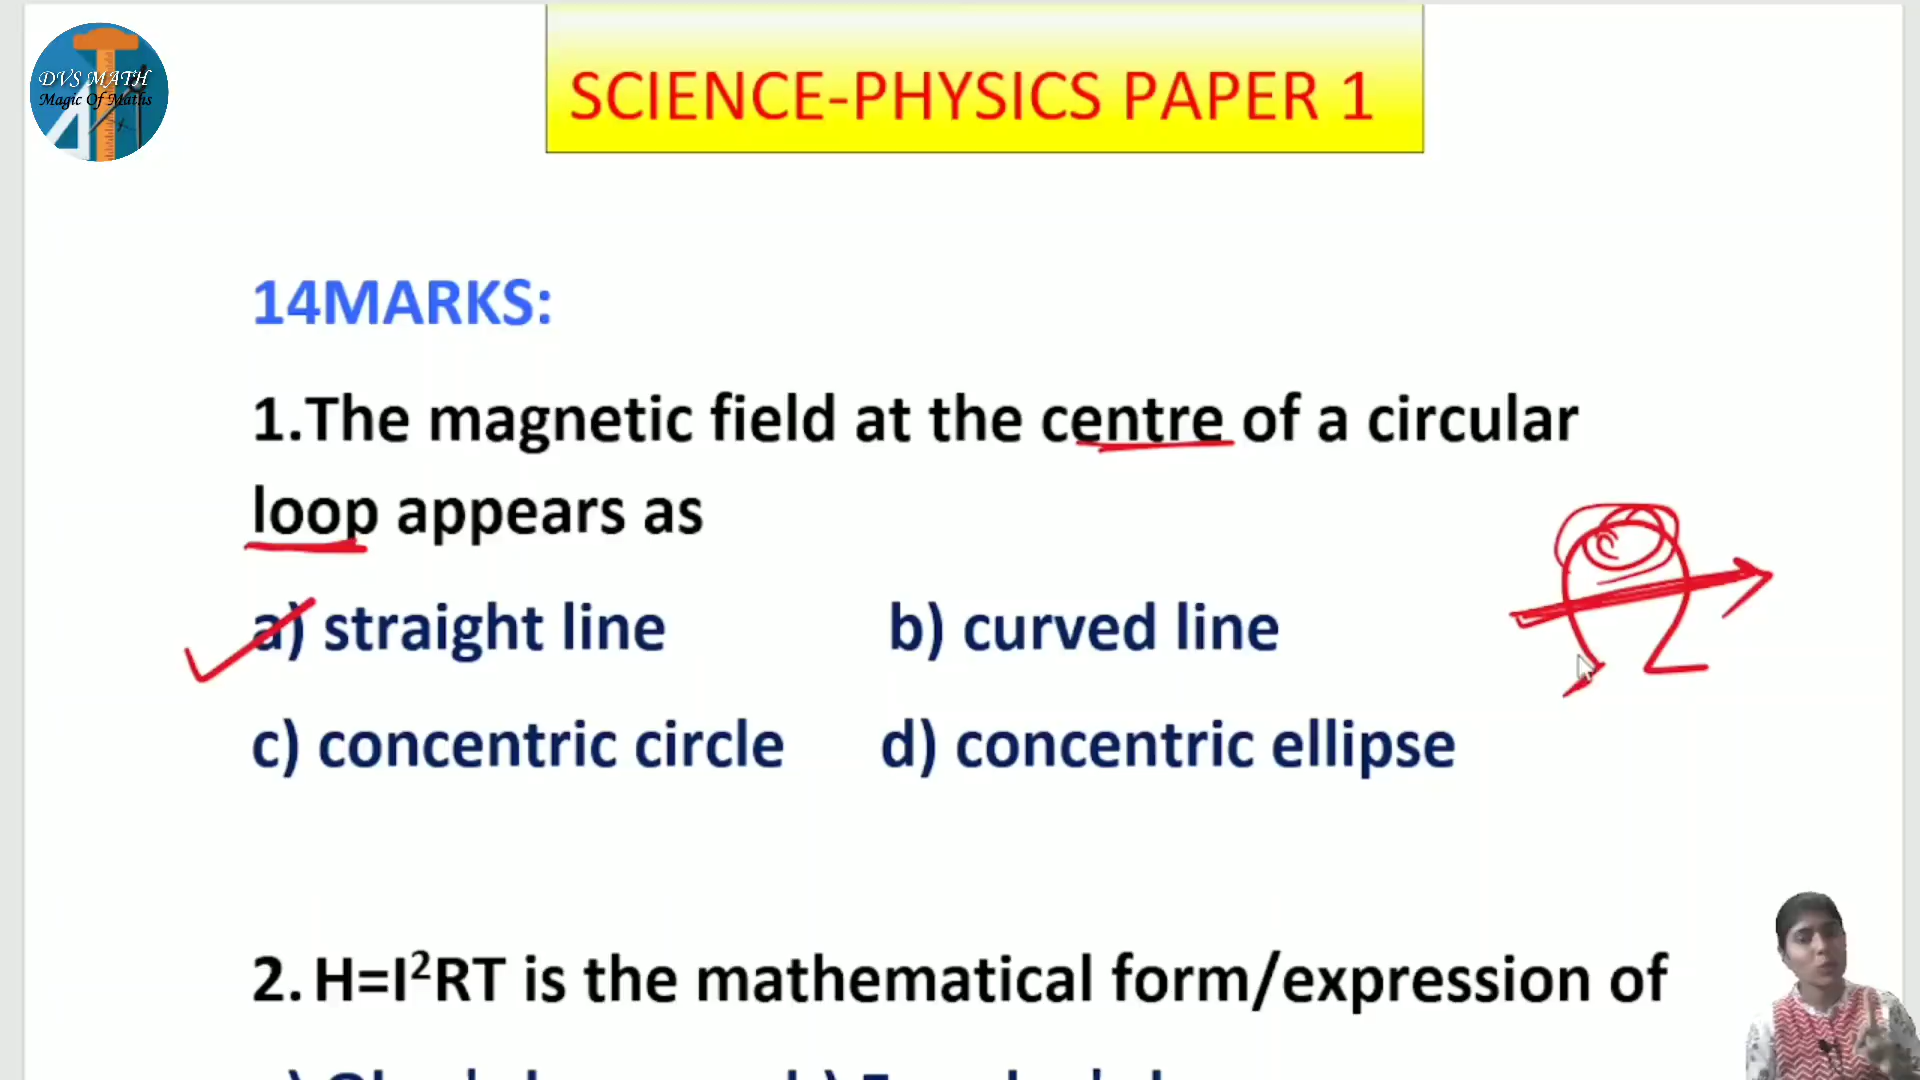 DVS MATH
Magic Of Maths
SCIENCE-PHYSICS PAPER 1
14MARKS:
1.The magnetic field at the centre of a circular
loop appears as
a) straight line b) curved line
c) concentric circle d) concentric ellipse
2. H=I²RT is the mathematical form/expression of